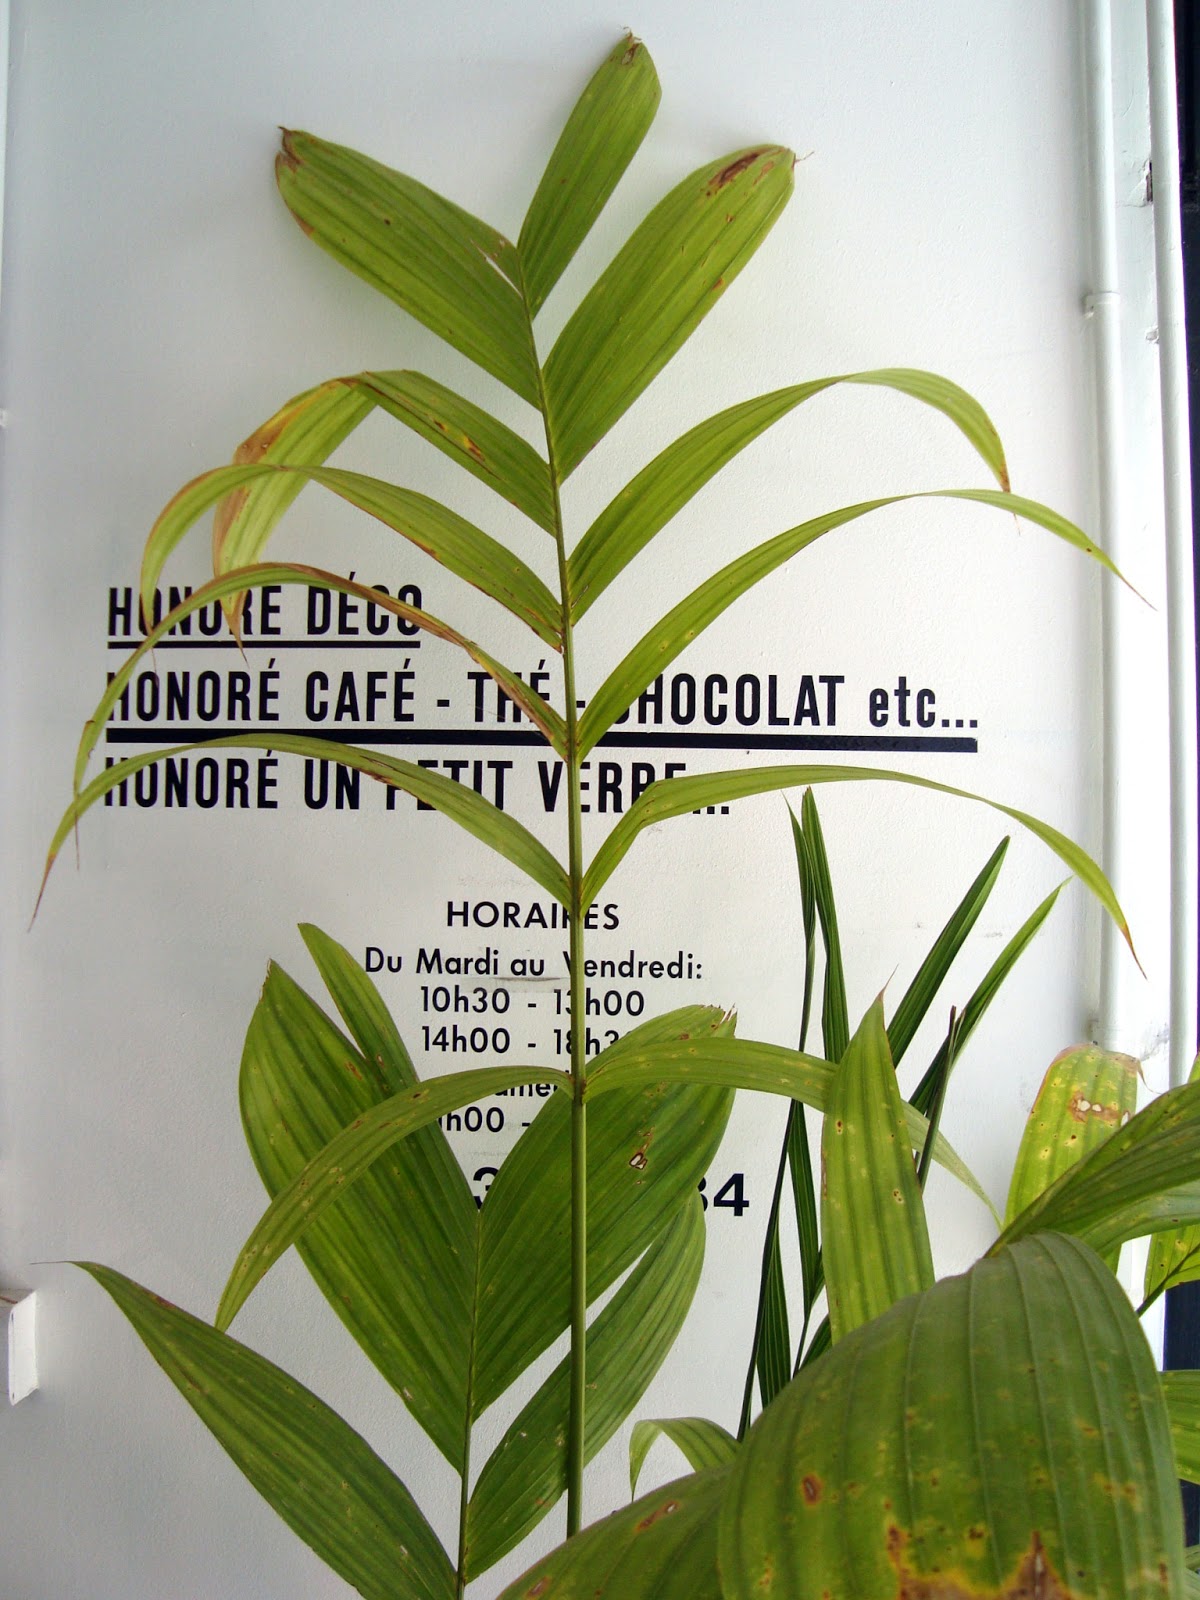 HONORÉ DÉCO
HONORÉ CAFÉ - THÉ - CHOCOLAT etc...
HONORÉ UN PETIT VERRE...
HORAIRES
Du Mardi au Vendredi:
10h30 - 13h00
14h00 - 18h30